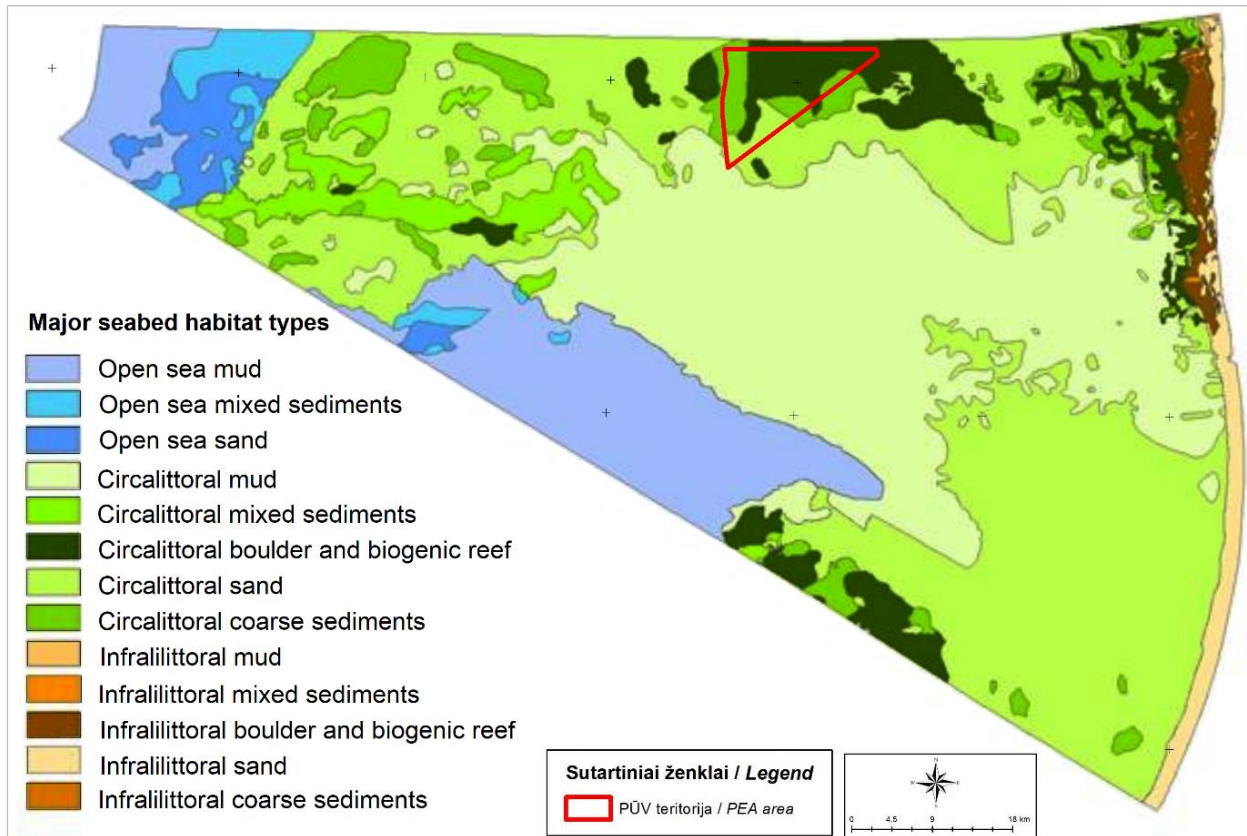 Major seabed habitat types
Open sea mud
Open sea mixed sediments
Open sea sand
Circalittoral mud
Circalittoral mixed sediments
Circalittoral boulder and biogenic reef
Circalittoral sand
Circalittoral coarse sediments
Infralilittoral mud
Infralilittoral mixed sediments
Infralilittoral boulder and biogenic reef
Infralilittoral sand
Infralilittoral coarse sediments
Sutartiniai ženklai / Legend
PŪV teritorija / PEA area
N
W E
S
0 4.5 9 18 km